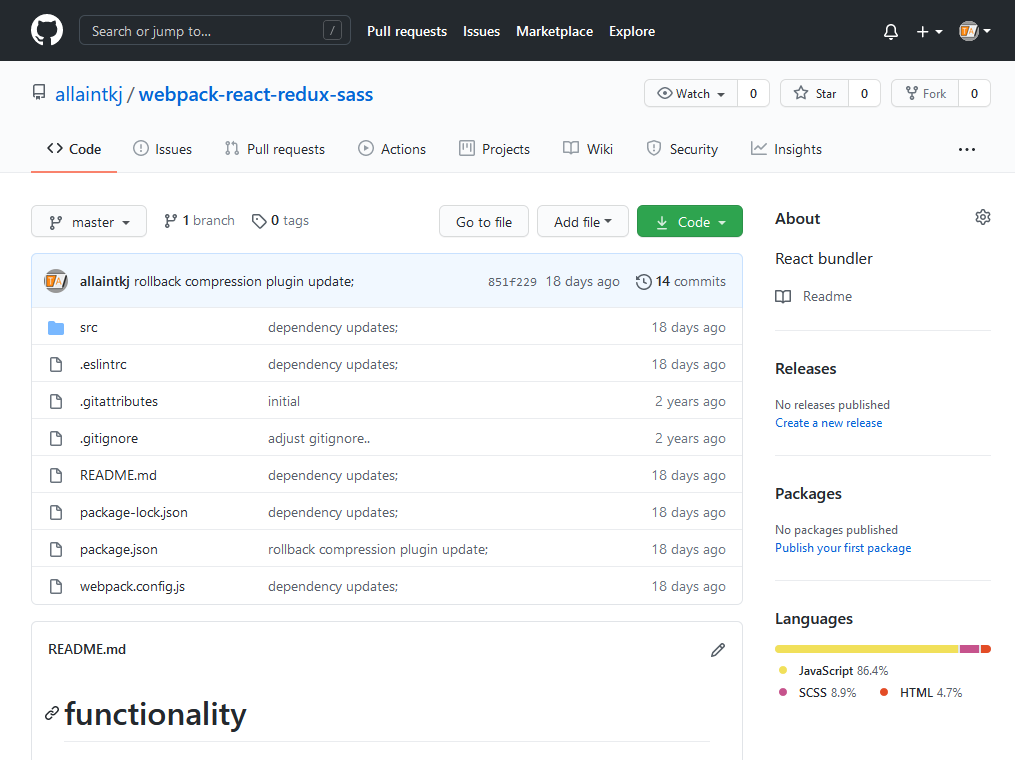 Search or jump to... /
Pull requests Issues Marketplace Explore
allaintkj / webpack-react-redux-sass
Watch 0 Star 0 Fork 0
Code Issues Pull requests Actions Projects Wiki Security Insights
master 1 branch 0 tags Go to file Add file Code
allaintkj rollback compression plugin update; 851f229 18 days ago 14 commits
src dependency updates; 18 days ago
.eslintrc dependency updates; 18 days ago
.gitattributes initial 2 years ago
.gitignore adjust gitignore.. 2 years ago
README.md dependency updates; 18 days ago
package-lock.json dependency updates; 18 days ago
package.json rollback compression plugin update; 18 days ago
webpack.config.js dependency updates; 18 days ago
README.md
functionality
About
React bundler
Readme
Releases
No releases published
Create a new release
Packages
No packages published
Publish your first package
Languages
JavaScript 86.4%
SCSS 8.9% HTML 4.7%